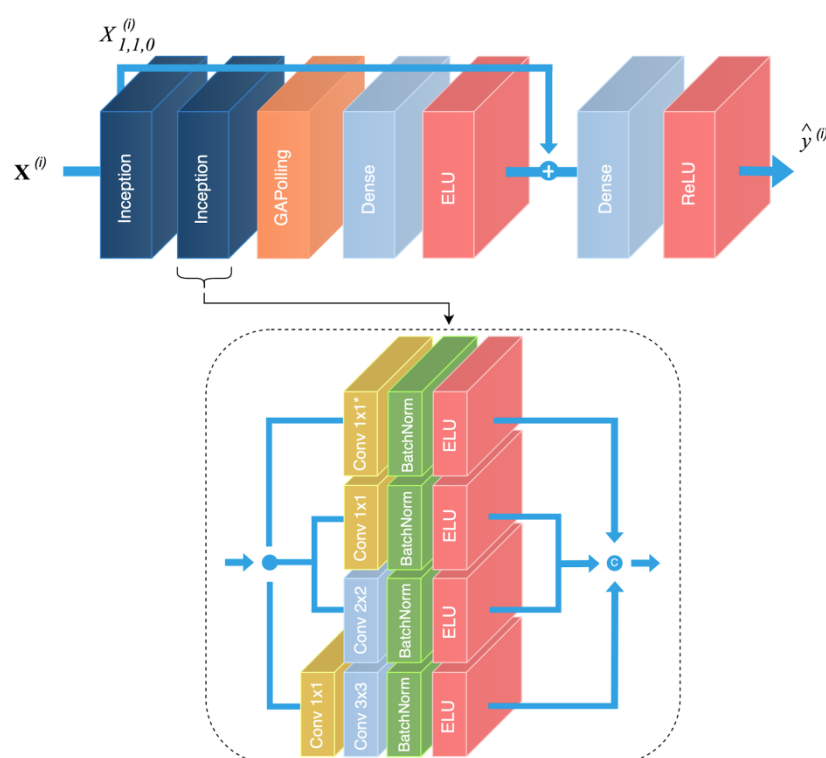 X^{(i)}_{1,1,0}
X^{(i)}
Inception
Inception
GAPolling
Dense
ELU
+
Dense
ReLU
ŷ^{(i)}
Conv 1x1*
BatchNorm
ELU
Conv 1x1
BatchNorm
ELU
Conv 2x2
BatchNorm
ELU
Conv 1x1
Conv 3x3
BatchNorm
ELU
C